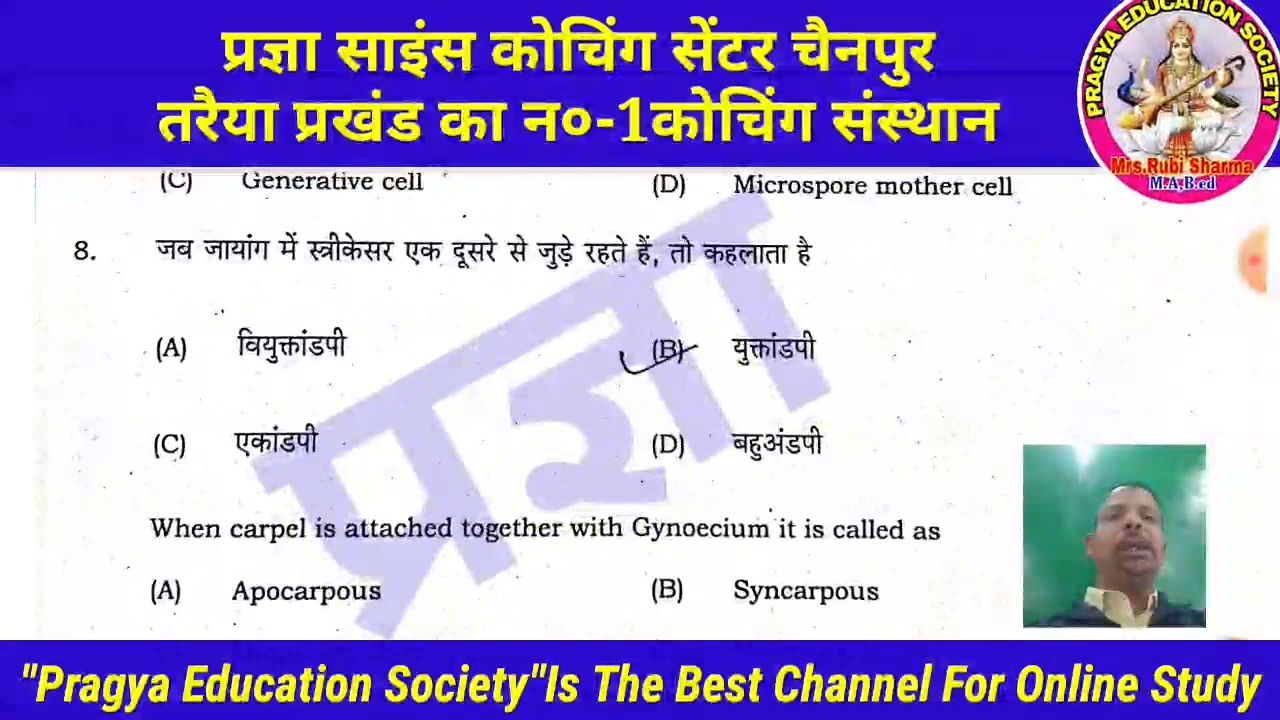 प्रज्ञा साइंस कोचिंग सेंटर चैनपुर
तरैया प्रखंड का न०-1कोचिंग संस्थान
PRAGYA EDUCATION SOCIETY
Mrs.Rubi Sharma
M.A,B.ed
(C) Generative cell (D) Microspore mother cell
8. जब जायांग में स्त्रीकेसर एक दूसरे से जुड़े रहते हैं, तो कहलाता है
(A) वियुक्तांडपी (B) युक्तांडपी
(C) एकांडपी (D) बहुअंडपी
प्रज्ञा
When carpel is attached together with Gynoecium it is called as
(A) Apocarpous (B) Syncarpous
"Pragya Education Society"Is The Best Channel For Online Study